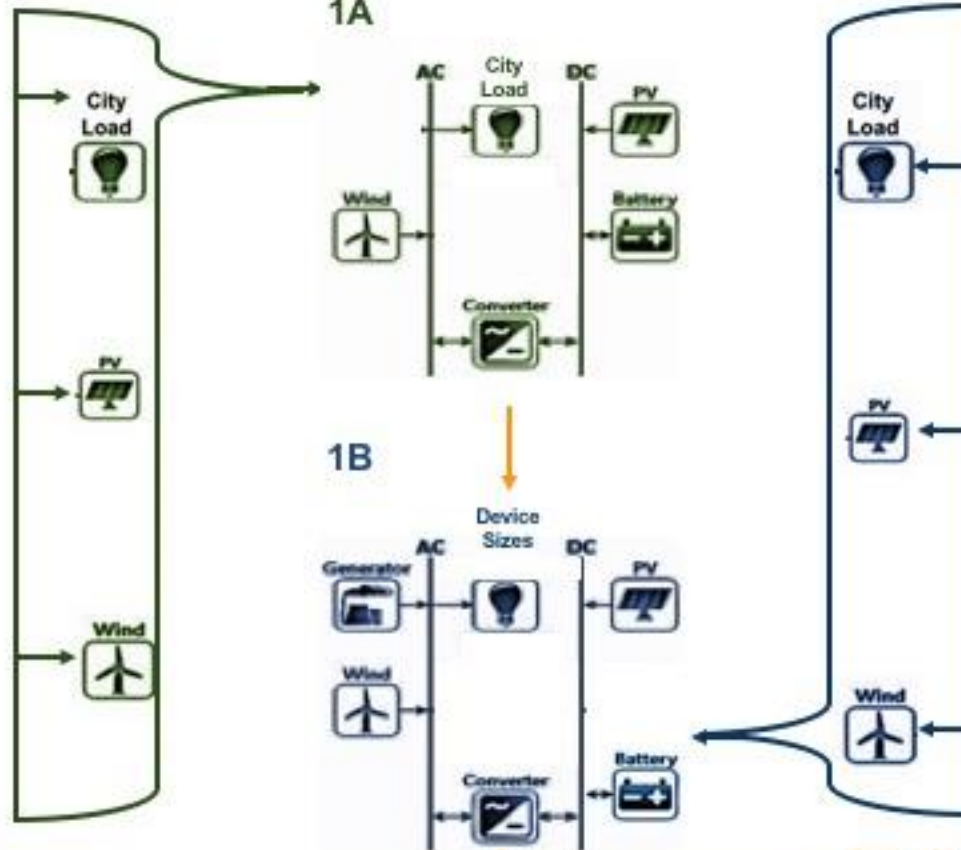 1A
City
Load
PV
Wind
AC
City
Load
DC
PV
Wind
Battery
Converter
1B
Device
Sizes
AC
DC
Generator
PV
Wind
Battery
Converter
City
Load
PV
Wind